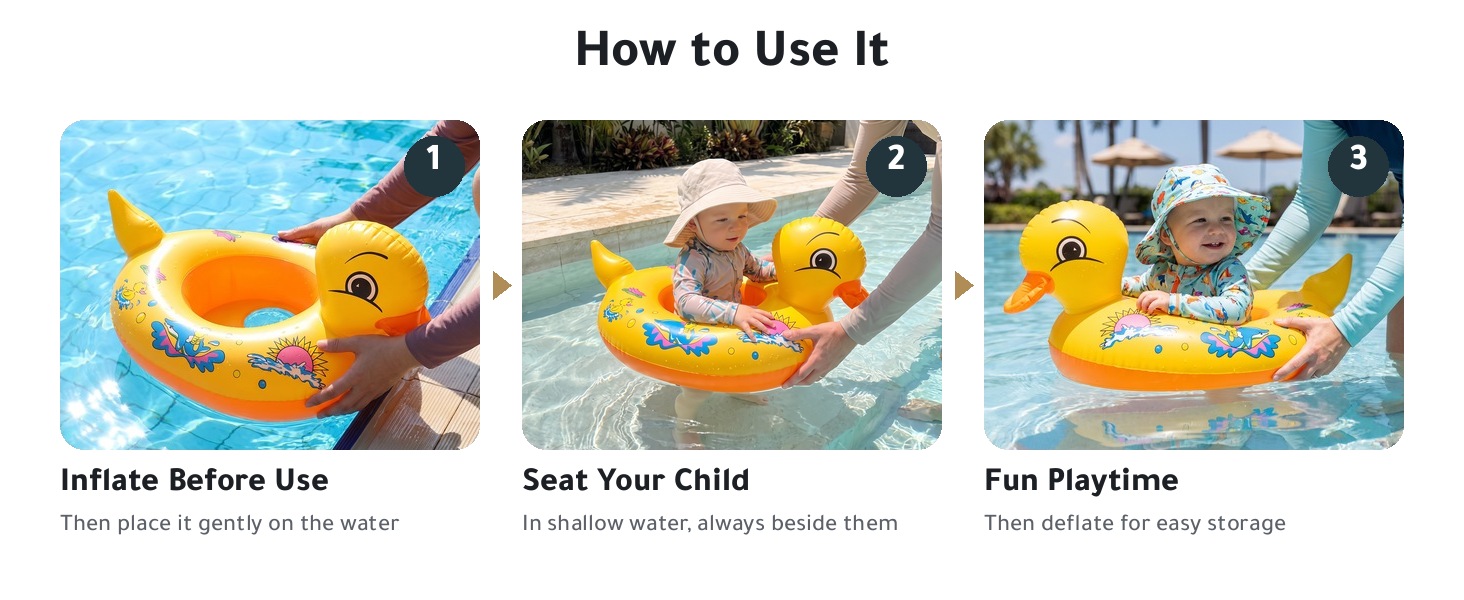 How to Use It
1
2
3
Inflate Before Use
Then place it gently on the water
Seat Your Child
In shallow water, always beside them
Fun Playtime
Then deflate for easy storage